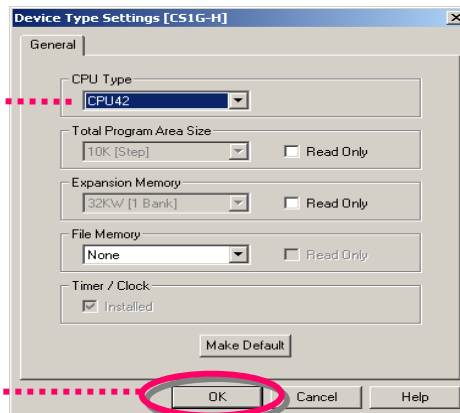 Device Type Settings [CS1G-H]
General
CPU Type
CPU42
Total Program Area Size
10K [Step]
Read Only
Expansion Memory
32KW [1 Bank]
Read Only
File Memory
None
Read Only
Timer / Clock
Installed
Make Default
OK
Cancel
Help